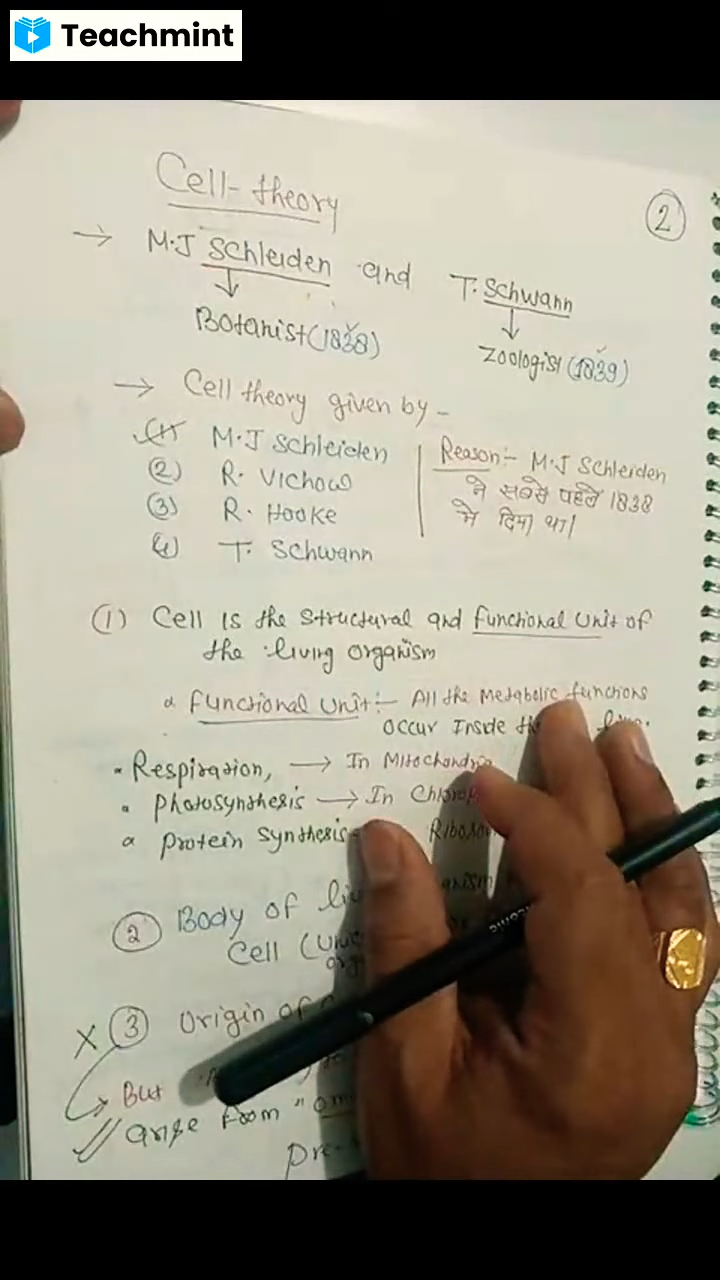 Teachmint
Cell-theory
2
→ M.J Schleiden and T. Schwann
Botanist (1838)
Zoologist (1839)
→ Cell theory given by -
(1) M.J Schleiden
(2) R. Vichow
(3) R. Hooke
(4) T. Schwann
Reason:- M.J Schleiden
ने सबसे पहले 1838
मे दिया था।
(1) Cell is the structural and functional unit of
the living organism
functional unit:- All the Metabolic functions
occur inside
Respiration, → In Mitochondria
Photosynthesis → In
Protein Synthesis
2 Body of
Cell
X 3 Origin of
But
arise from "